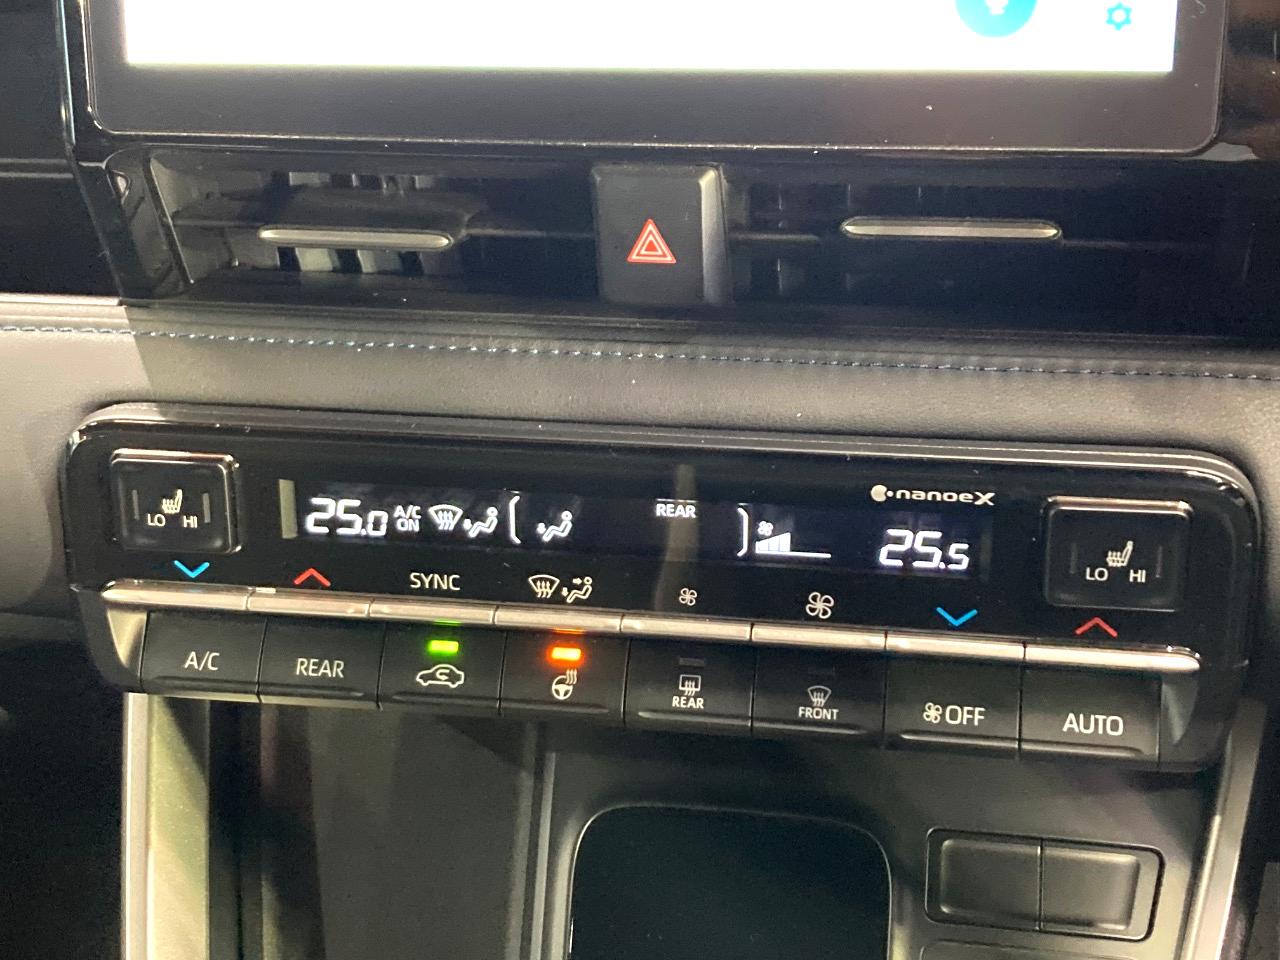 nanoeX
LO HI
25.0 A/C ON REAR 25.5
LO HI
SYNC
A/C REAR REAR FRONT OFF AUTO